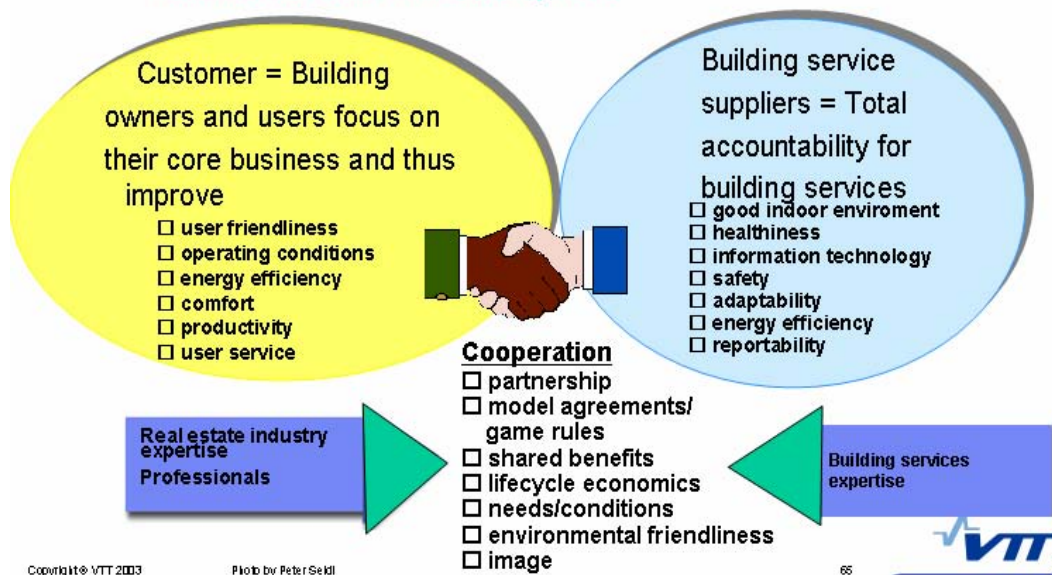 Customer = Building
owners and users focus on
their core business and thus
improve
☐ user friendliness
☐ operating conditions
☐ energy efficiency
☐ comfort
☐ productivity
☐ user service
Building service
suppliers = Total
accountability for
building services
☐ good indoor enviroment
☐ healthiness
☐ information technology
☐ safety
☐ adaptability
☐ energy efficiency
☐ reportability
Cooperation
☐ partnership
☐ model agreements/
game rules
☐ shared benefits
☐ lifecycle economics
☐ needs/conditions
☐ environmental friendliness
☐ image
Real estate industry
expertise
Professionals
Building services
expertise
VTT
Copyright © VTT 2003
Photo by Peter Seidl
65